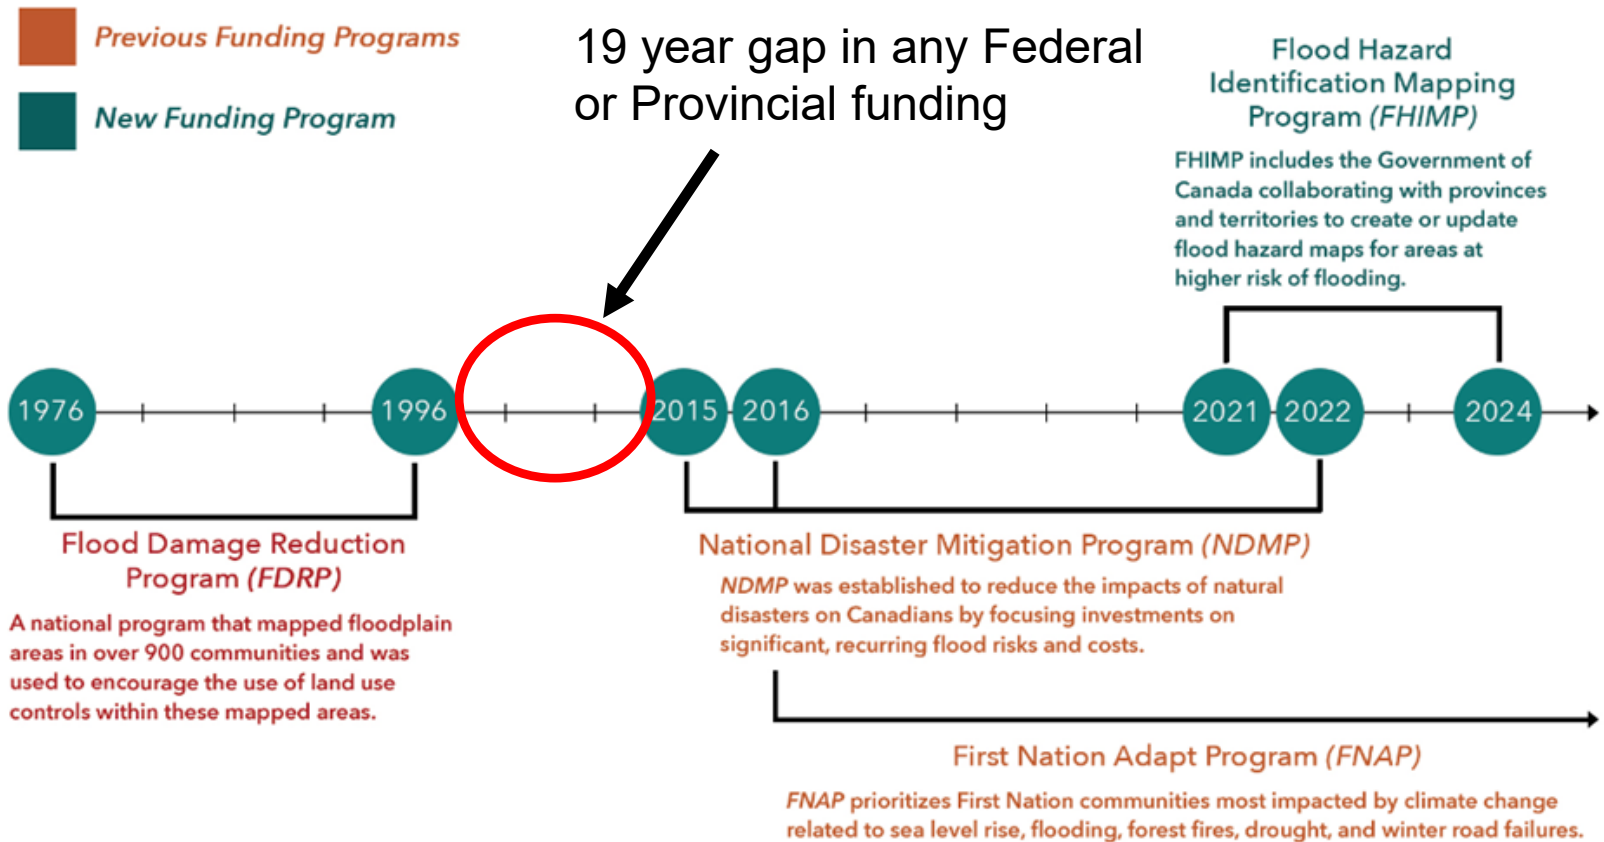 Previous Funding Programs
New Funding Program
19 year gap in any Federal
or Provincial funding
Flood Hazard
Identification Mapping
Program (FHIMP)
FHIMP includes the Government of
Canada collaborating with provinces
and territories to create or update
flood hazard maps for areas at
higher risk of flooding.
1976
1996
2015
2016
2021
2022
2024
Flood Damage Reduction
Program (FDRP)
A national program that mapped floodplain
areas in over 900 communities and was
used to encourage the use of land use
controls within these mapped areas.
National Disaster Mitigation Program (NDMP)
NDMP was established to reduce the impacts of natural
disasters on Canadians by focusing investments on
significant, recurring flood risks and costs.
First Nation Adapt Program (FNAP)
FNAP prioritizes First Nation communities most impacted by climate change
related to sea level rise, flooding, forest fires, drought, and winter road failures.